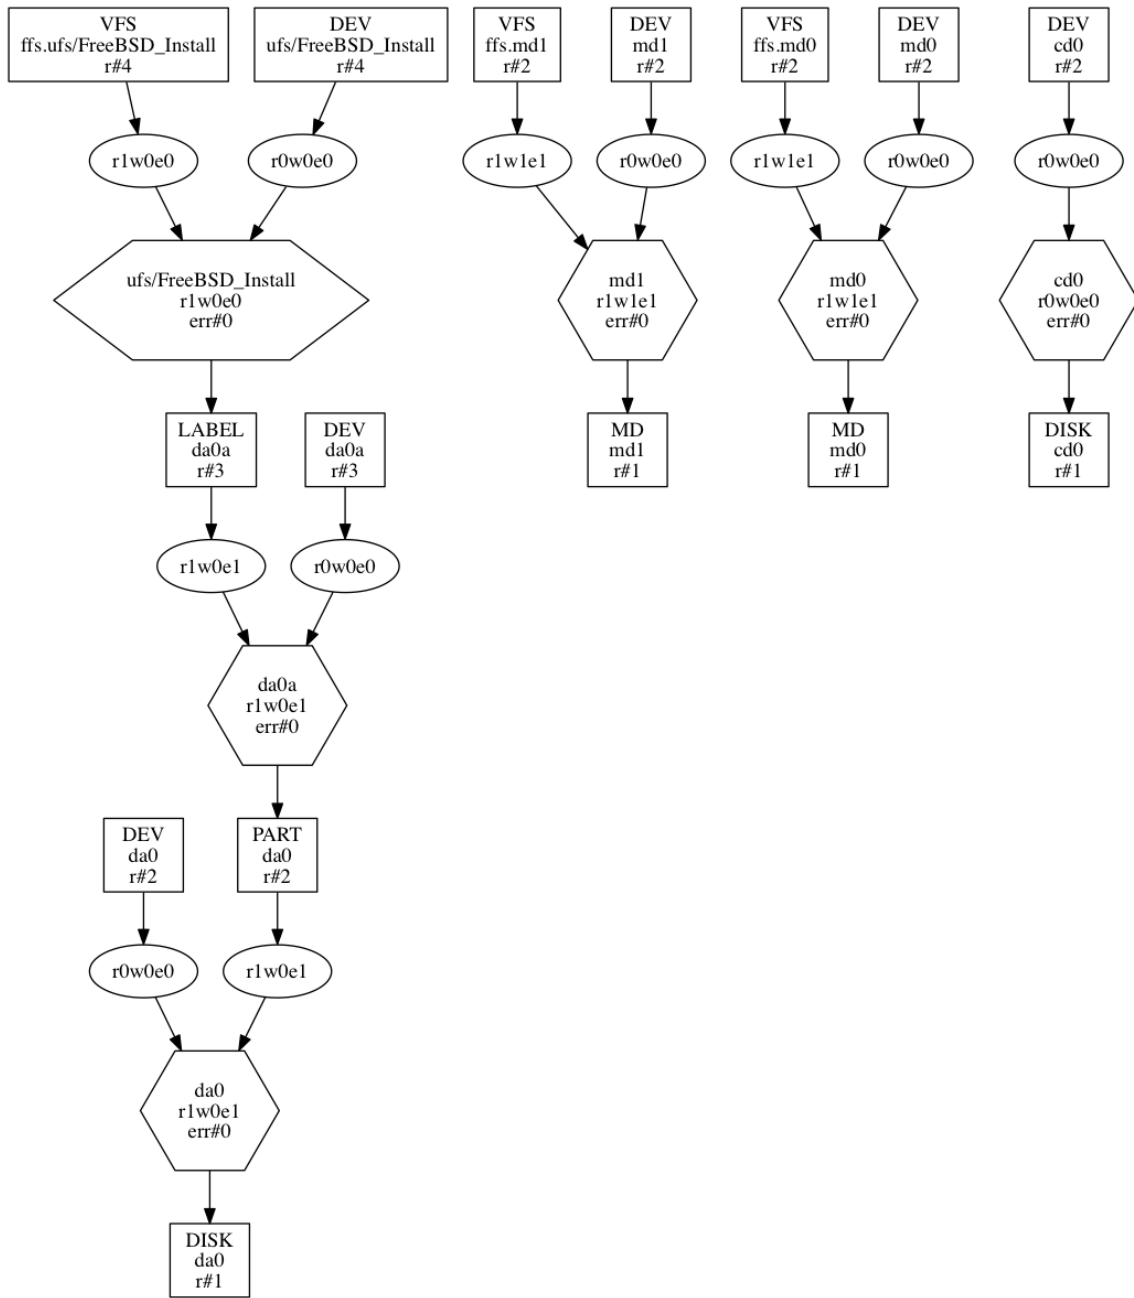 VFS
ffs.ufs/FreeBSD_Install
r#4
DEV
ufs/FreeBSD_Install
r#4
VFS
ffs.md1
r#2
DEV
md1
r#2
VFS
ffs.md0
r#2
DEV
md0
r#2
DEV
cd0
r#2
r1w0e0
r0w0e0
r1w1e1
r0w0e0
r1w1e1
r0w0e0
r0w0e0
ufs/FreeBSD_Install
r1w0e0
err#0
md1
r1w1e1
err#0
md0
r1w1e1
err#0
cd0
r0w0e0
err#0
LABEL
da0a
r#3
DEV
da0a
r#3
MD
md1
r#1
MD
md0
r#1
DISK
cd0
r#1
r1w0e1
r0w0e0
da0a
r1w0e1
err#0
DEV
da0
r#2
PART
da0
r#2
r0w0e0
r1w0e1
da0
r1w0e1
err#0
DISK
da0
r#1